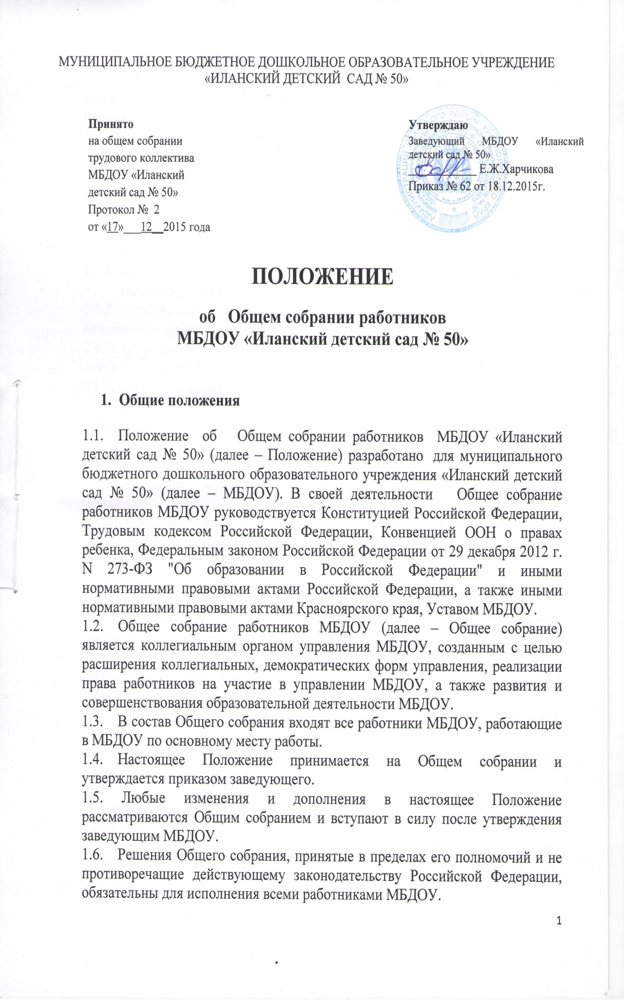 МУНИЦИПАЛЬНОЕ БЮДЖЕТНОЕ ДОШКОЛЬНОЕ ОБРАЗОВАТЕЛЬНОЕ УЧРЕЖДЕНИЕ
«ИЛАНСКИЙ ДЕТСКИЙ САД № 50»
Принято
на общем собрании
трудового коллектива
МБДОУ «Иланский
детский сад № 50»
Протокол № 2
от «17»___12__2015 года
Утверждаю
Заведующий МБДОУ «Иланский
детский сад № 50»
____________ Е.Ж.Харчикова
Приказ № 62 от 18.12.2015г.
ПОЛОЖЕНИЕ
об Общем собрании работников
МБДОУ «Иланский детский сад № 50»
1. Общие положения
1.1. Положение об Общем собрании работников МБДОУ «Иланский
детский сад № 50» (далее – Положение) разработано для муниципального
бюджетного дошкольного образовательного учреждения «Иланский детский
сад № 50» (далее – МБДОУ). В своей деятельности Общее собрание
работников МБДОУ руководствуется Конституцией Российской Федерации,
Трудовым кодексом Российской Федерации, Конвенцией ООН о правах
ребенка, Федеральным законом Российской Федерации от 29 декабря 2012 г.
N 273-ФЗ "Об образовании в Российской Федерации" и иными
нормативными правовыми актами Российской Федерации, а также иными
нормативными правовыми актами Красноярского края, Уставом МБДОУ.
1.2. Общее собрание работников МБДОУ (далее – Общее собрание)
является коллегиальным органом управления МБДОУ, созданным с целью
расширения коллегиальных, демократических форм управления, реализации
права работников на участие в управлении МБДОУ, а также развития и
совершенствования образовательной деятельности МБДОУ.
1.3. В состав Общего собрания входят все работники МБДОУ, работающие
в МБДОУ по основному месту работы.
1.4. Настоящее Положение принимается на Общем собрании и
утверждается приказом заведующего.
1.5. Любые изменения и дополнения в настоящее Положение
рассматриваются Общим собранием и вступают в силу после утверждения
заведующим МБДОУ.
1.6. Решения Общего собрания, принятые в пределах его полномочий и не
противоречащие действующему законодательству Российской Федерации,
обязательны для исполнения всеми работниками МБДОУ.
1